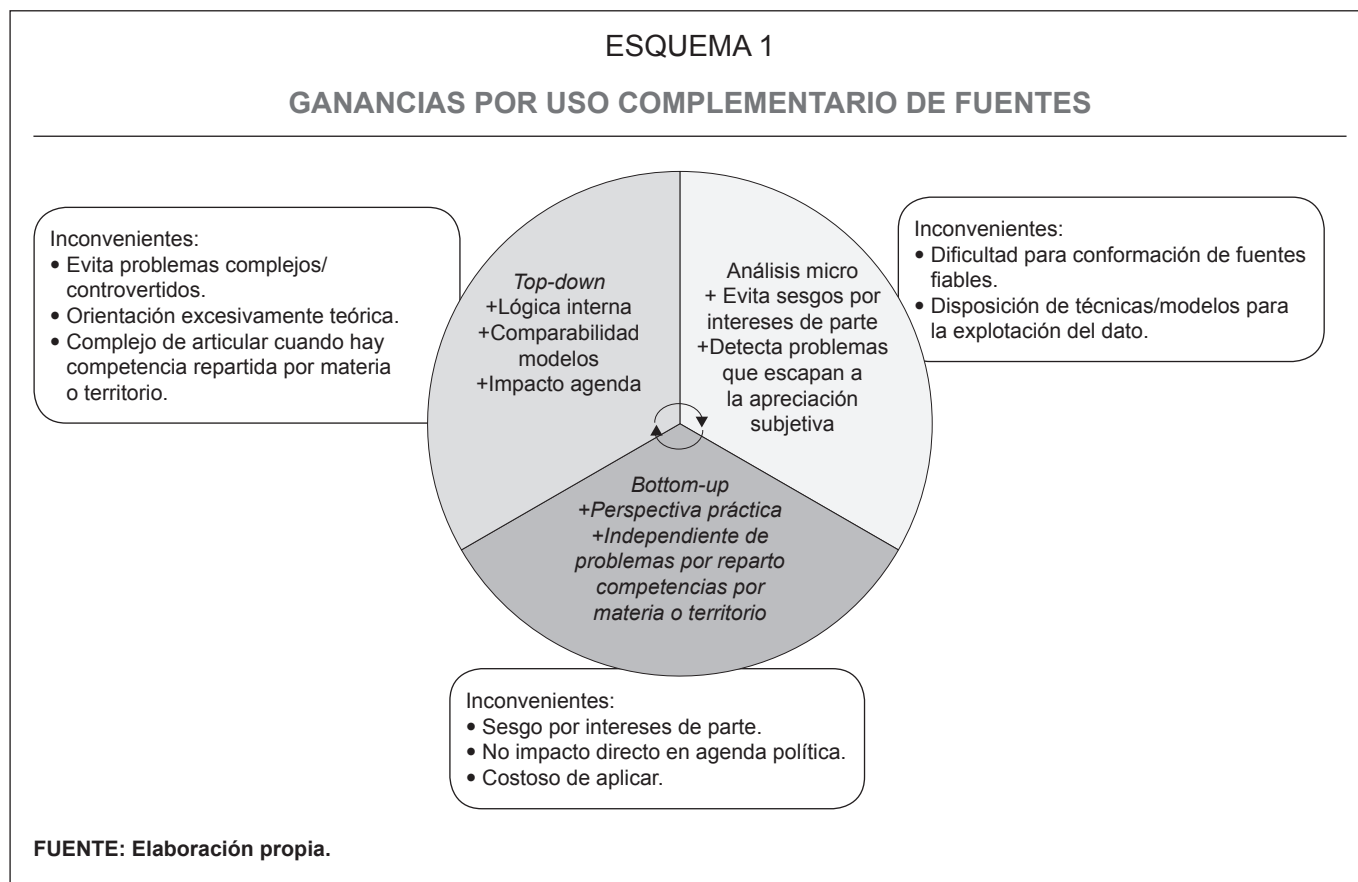 ESQUEMA 1
GANANCIAS POR USO COMPLEMENTARIO DE FUENTES
Inconvenientes:
• Evita problemas complejos/
controvertidos.
• Orientación excesivamente teórica.
• Complejo de articular cuando hay
competencia repartida por materia
o territorio.
Top-down
+Lógica interna
+Comparabilidad
modelos
+Impacto agenda
Análisis micro
+ Evita sesgos por
intereses de parte
+Detecta problemas
que escapan a
la apreciación
subjetiva
Inconvenientes:
• Dificultad para conformación de fuentes
fiables.
• Disposición de técnicas/modelos para
la explotación del dato.
Bottom-up
+Perspectiva práctica
+Independiente de
problemas por reparto
competencias por
materia o territorio
Inconvenientes:
• Sesgo por intereses de parte.
• No impacto directo en agenda política.
• Costoso de aplicar.
FUENTE: Elaboración propia.